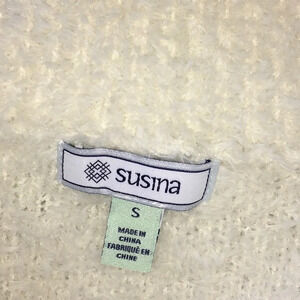 susina
S
MADE IN
CHINA
FABRIQUÉ EN
CHINE